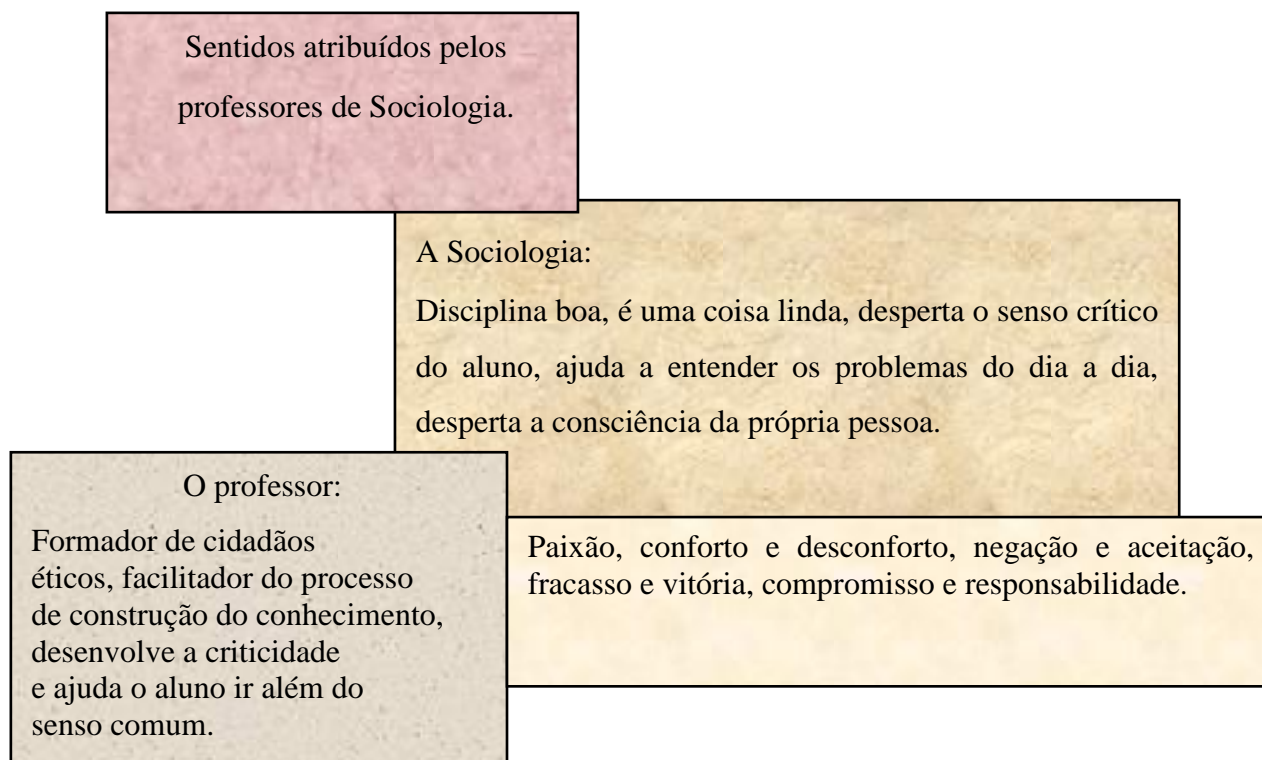 Sentidos atribuídos pelos
professores de Sociologia.
A Sociologia:
Disciplina boa, é uma coisa linda, desperta o senso crítico
do aluno, ajuda a entender os problemas do dia a dia,
desperta a consciência da própria pessoa.
O professor:
Formador de cidadãos
éticos, facilitador do processo
de construção do conhecimento,
desenvolve a criticidade
e ajuda o aluno ir além do
senso comum.
Paixão, conforto e desconforto, negação e aceitação,
fracasso e vitória, compromisso e responsabilidade.